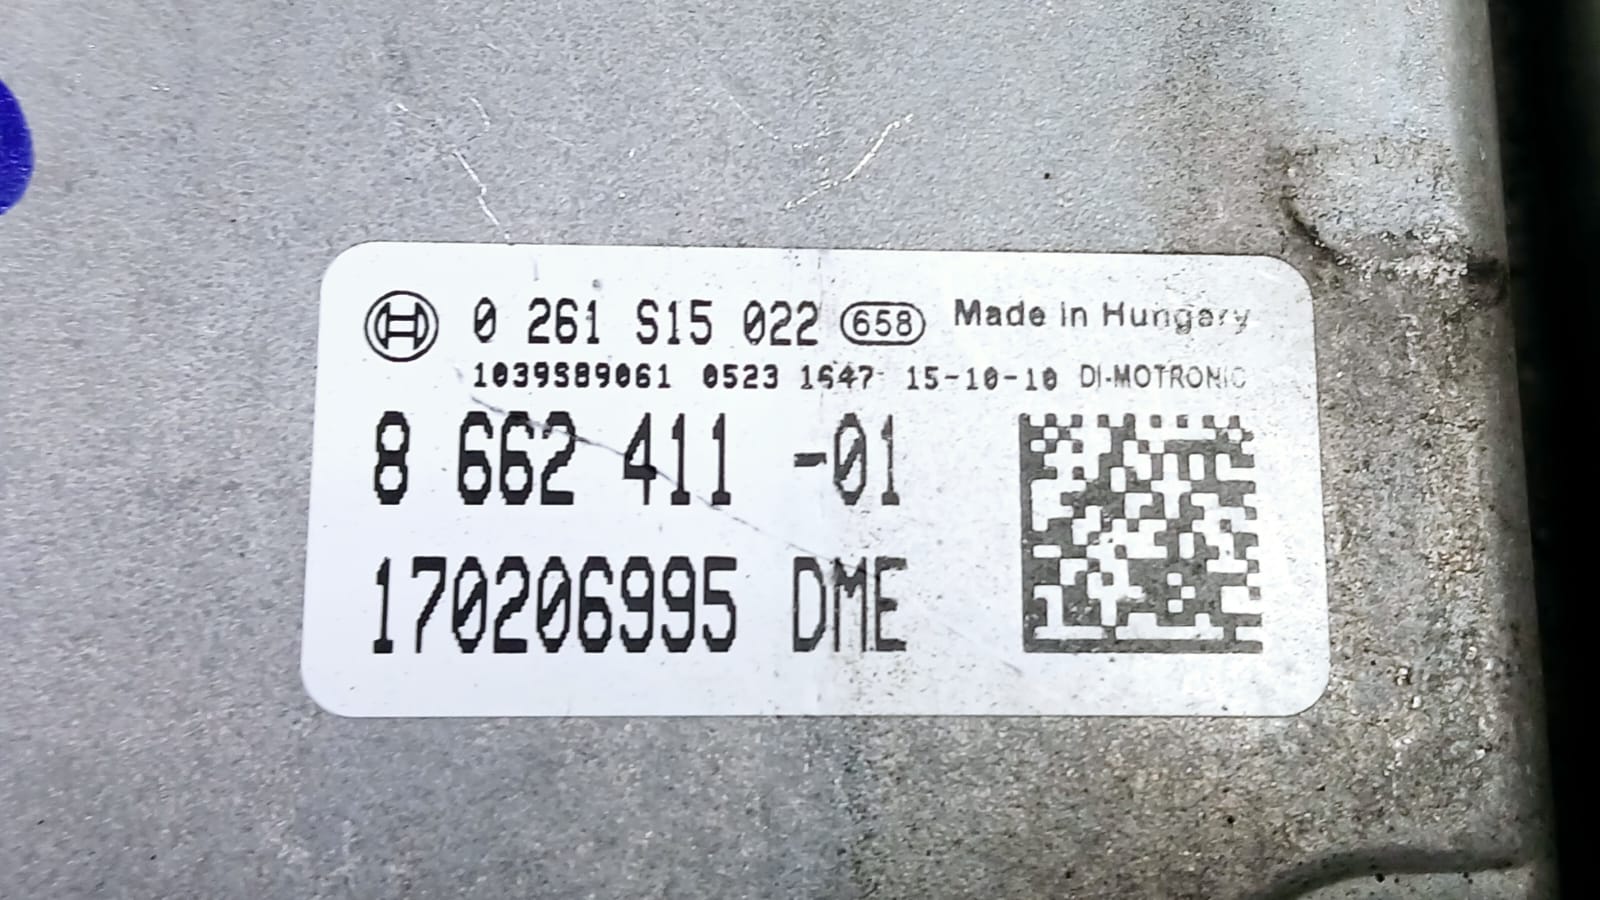 0 261 S15 022 658 Made in Hungary
1039S89061 0523 1647 15-10-10 DI-MOTRONIC
8 662 411 -01
170206995 DME